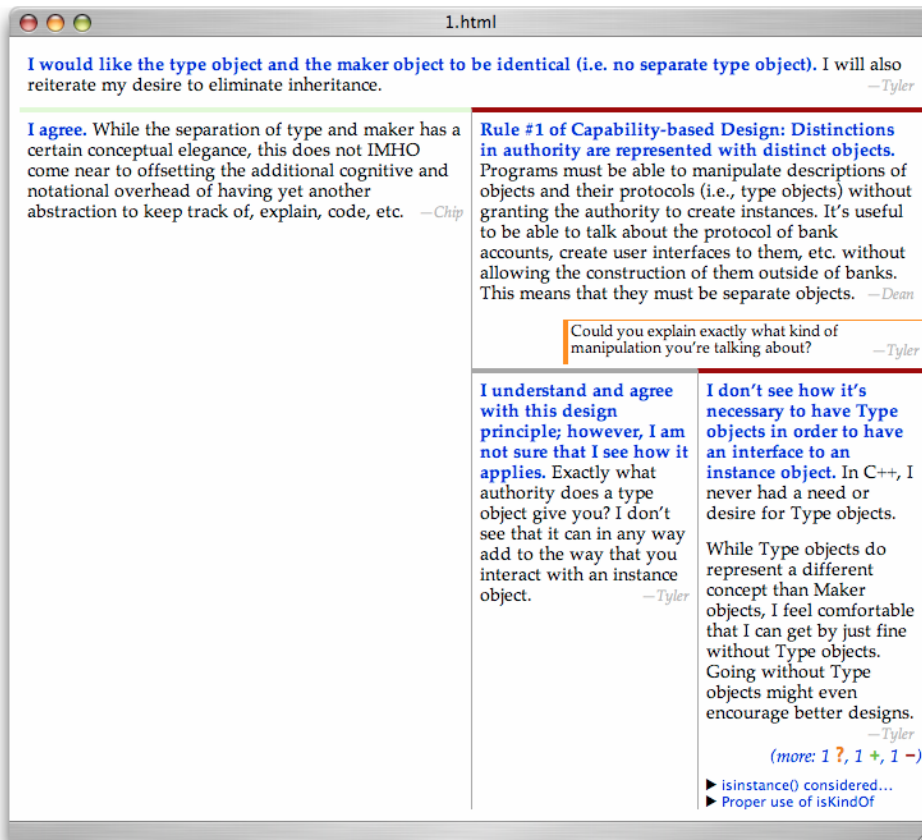 1.html
I would like the type object and the maker object to be identical (i.e. no separate type object). I will also
reiterate my desire to eliminate inheritance.
—Tyler
I agree. While the separation of type and maker has a
certain conceptual elegance, this does not IMHO
come near to offsetting the additional cognitive and
notational overhead of having yet another
abstraction to keep track of, explain, code, etc. —Chip
Rule #1 of Capability-based Design: Distinctions
in authority are represented with distinct objects.
Programs must be able to manipulate descriptions of
objects and their protocols (i.e., type objects) without
granting the authority to create instances. It's useful
to be able to talk about the protocol of bank
accounts, create user interfaces to them, etc. without
allowing the construction of them outside of banks.
This means that they must be separate objects. —Dean
Could you explain exactly what kind of
manipulation you're talking about?
—Tyler
I understand and agree
with this design
principle; however, I am
not sure that I see how it
applies. Exactly what
authority does a type
object give you? I don't
see that it can in any way
add to the way that you
interact with an instance
object.
—Tyler
I don't see how it's
necessary to have Type
objects in order to have
an interface to an
instance object. In C++, I
never had a need or
desire for Type objects.
While Type objects do
represent a different
concept than Maker
objects, I feel comfortable
that I can get by just fine
without Type objects.
Going without Type
objects might even
encourage better designs.
—Tyler
(more: 1 ?, 1 +, 1 −)
▶ isinstance() considered...
▶ Proper use of isKindOf